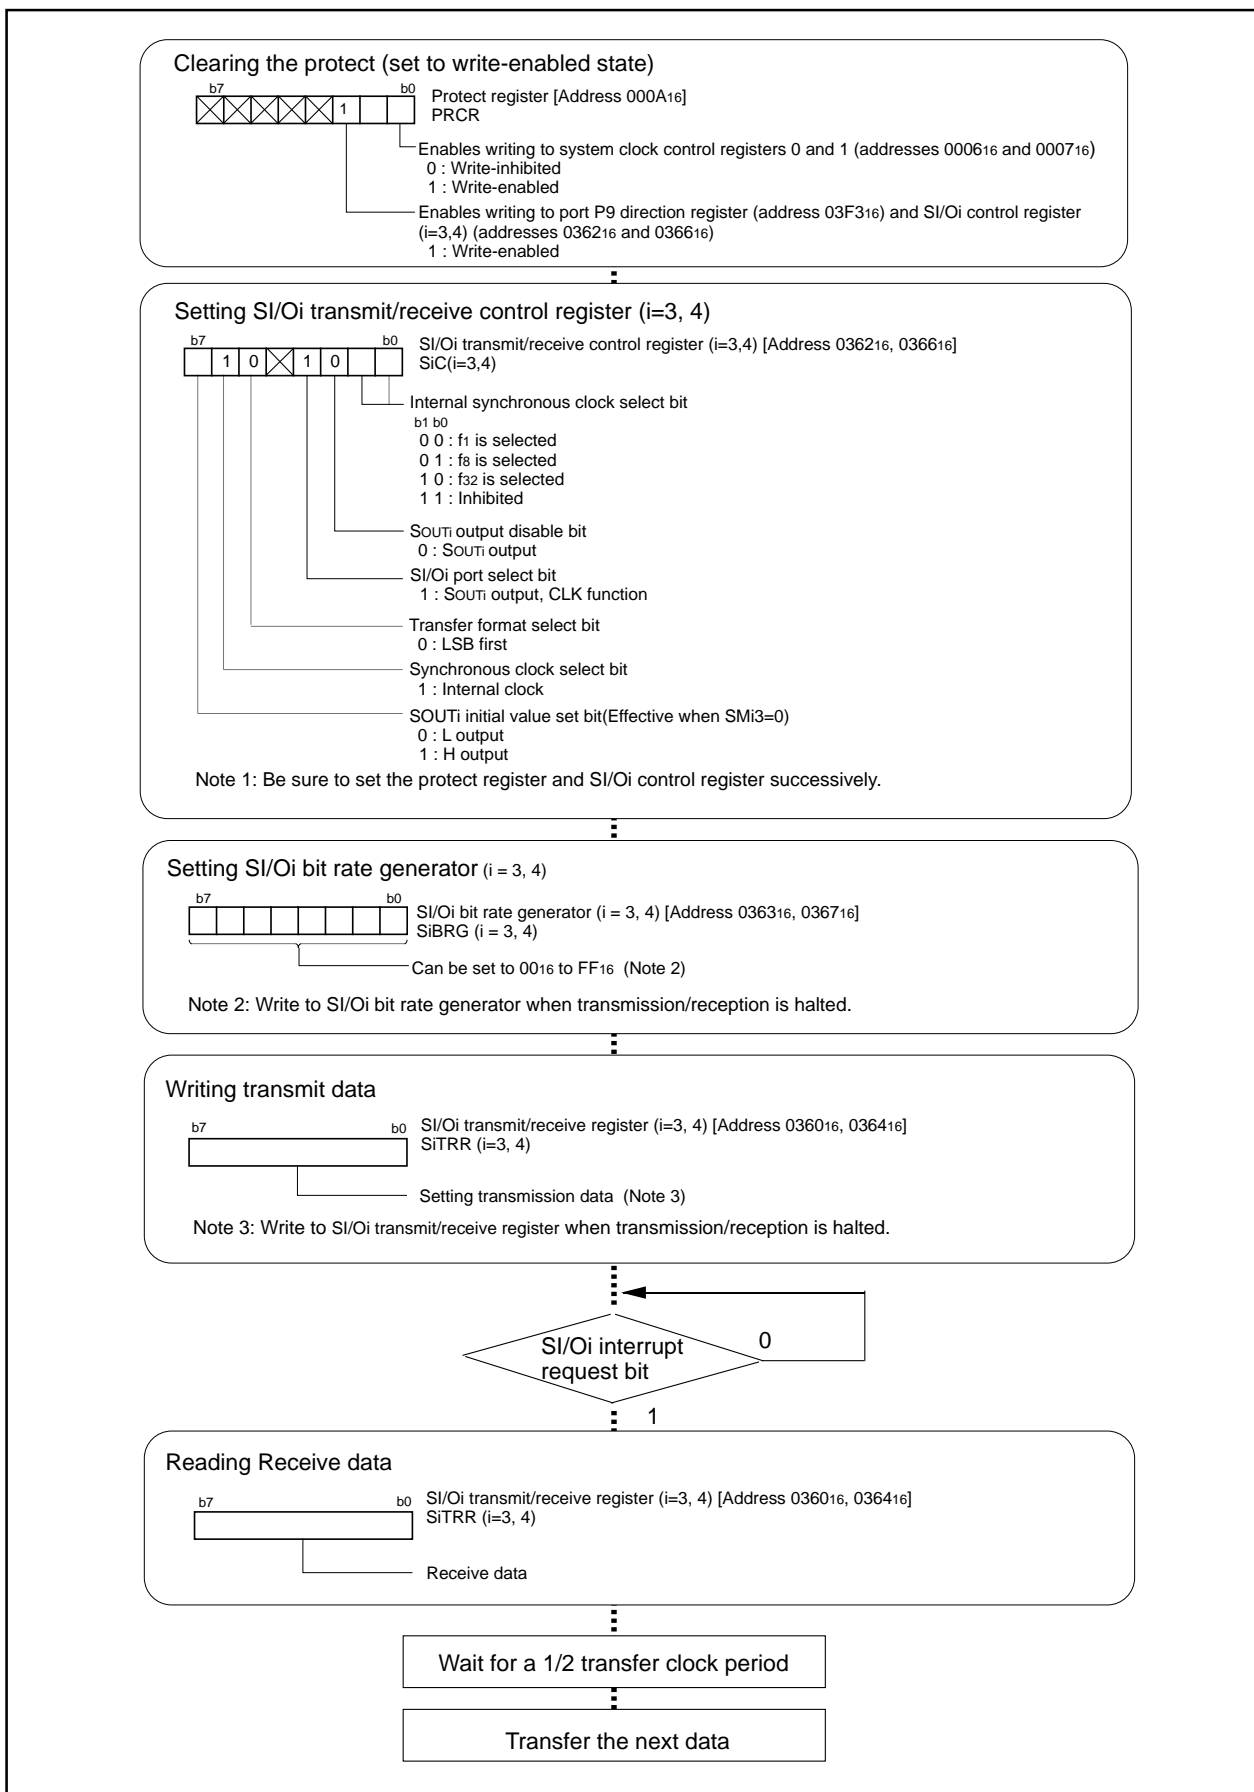 Clearing the protect (set to write-enabled state)
b7 b0
1
Protect register [Address 000A16]
PRCR
Enables writing to system clock control registers 0 and 1 (addresses 000616 and 000716)
0 : Write-inhibited
1 : Write-enabled
Enables writing to port P9 direction register (address 03F316) and SI/Oi control register
(i=3,4) (addresses 036216 and 036616)
1 : Write-enabled
Setting SI/Oi transmit/receive control register (i=3, 4)
b7 b0
1 0 1 0
SI/Oi transmit/receive control register (i=3,4) [Address 036216, 036616]
SiC(i=3,4)
Internal synchronous clock select bit
b1 b0
0 0 : f1 is selected
0 1 : f8 is selected
1 0 : f32 is selected
1 1 : Inhibited
SOUTi output disable bit
0 : SOUTi output
SI/Oi port select bit
1 : SOUTi output, CLK function
Transfer format select bit
0 : LSB first
Synchronous clock select bit
1 : Internal clock
SOUTi initial value set bit(Effective when SMi3=0)
0 : L output
1 : H output
Note 1: Be sure to set the protect register and SI/Oi control register successively.
Setting SI/Oi bit rate generator (i = 3, 4)
b7 b0
SI/Oi bit rate generator (i = 3, 4) [Address 036316, 036716]
SiBRG (i = 3, 4)
Can be set to 0016 to FF16 (Note 2)
Note 2: Write to SI/Oi bit rate generator when transmission/reception is halted.
Writing transmit data
b7 b0
SI/Oi transmit/receive register (i=3, 4) [Address 036016, 036416]
SiTRR (i=3, 4)
Setting transmission data (Note 3)
Note 3: Write to SI/Oi transmit/receive register when transmission/reception is halted.
SI/Oi interrupt
request bit
0
1
Reading Receive data
b7 b0
SI/Oi transmit/receive register (i=3, 4) [Address 036016, 036416]
SiTRR (i=3, 4)
Receive data
Wait for a 1/2 transfer clock period
Transfer the next data